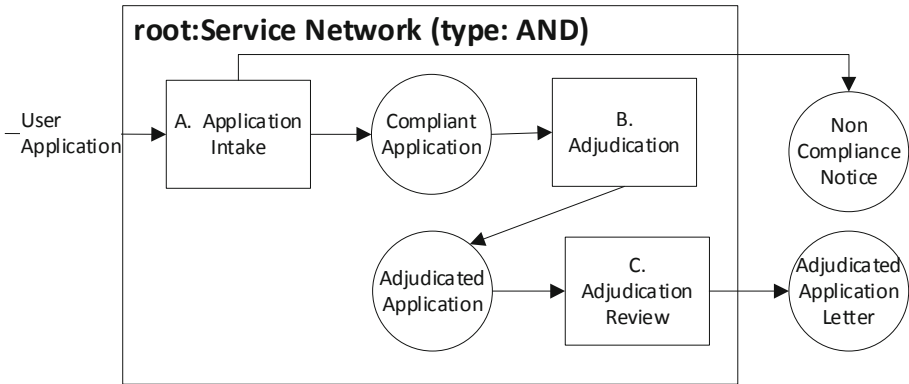 root:Service Network (type: AND)
User
Application
A. Application
Intake
Compliant
Application
B.
Adjudication
Non
Compliance
Notice
Adjudicated
Application
C.
Adjudication
Review
Adjudicated
Application
Letter